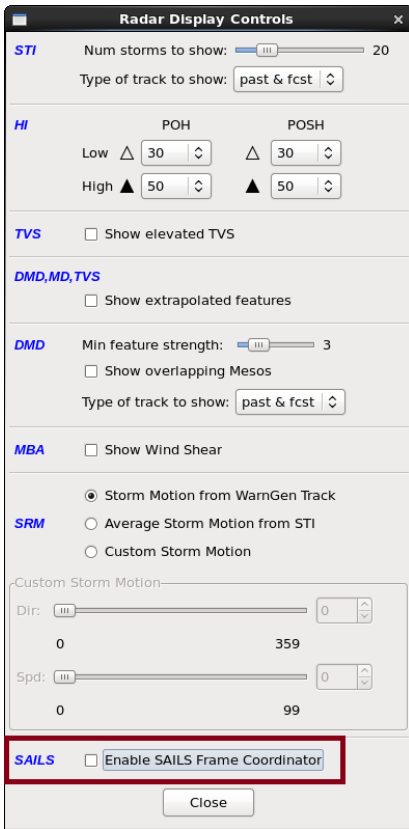 Radar Display Controls
STI Num storms to show: 20
Type of track to show: past & fcst
HI POH POSH
Low 30 30
High 50 50
TVS Show elevated TVS
DMD,MD,TVS
Show extrapolated features
DMD Min feature strength: 3
Show overlapping Mesos
Type of track to show: past & fcst
MBA Show Wind Shear
Storm Motion from WarnGen Track
SRM Average Storm Motion from STI
Custom Storm Motion
Custom Storm Motion
Dir: 0
0 359
Spd: 0
0 99
SAILS Enable SAILS Frame Coordinator
Close